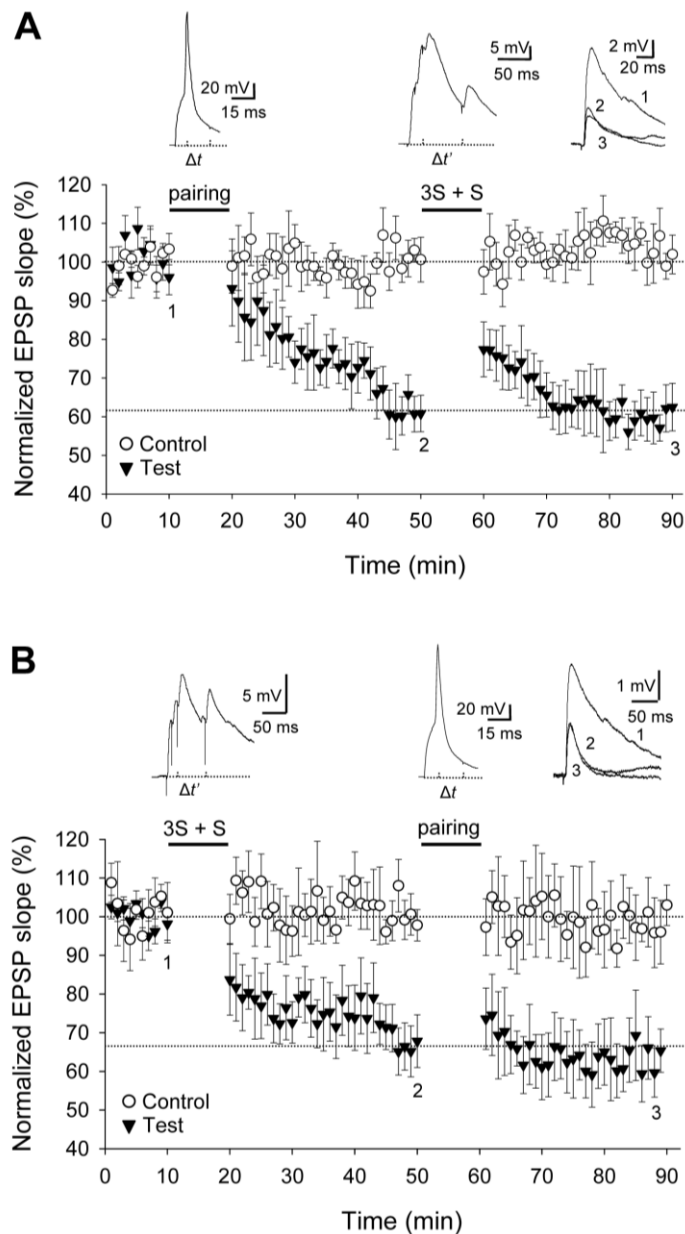 A
20 mV
15 ms
Δt
5 mV
50 ms
Δt'
2 mV
20 ms
1
2
3
pairing
3S + S
Normalized EPSP slope (%)
120
110
100
90
80
70
60
50
40
1
2
3
Control
Test
0 10 20 30 40 50 60 70 80 90
Time (min)
B
5 mV
50 ms
Δt'
20 mV
15 ms
Δt
1 mV
50 ms
1
2
3
3S + S
pairing
Normalized EPSP slope (%)
120
110
100
90
80
70
60
50
40
1
2
3
Control
Test
0 10 20 30 40 50 60 70 80 90
Time (min)